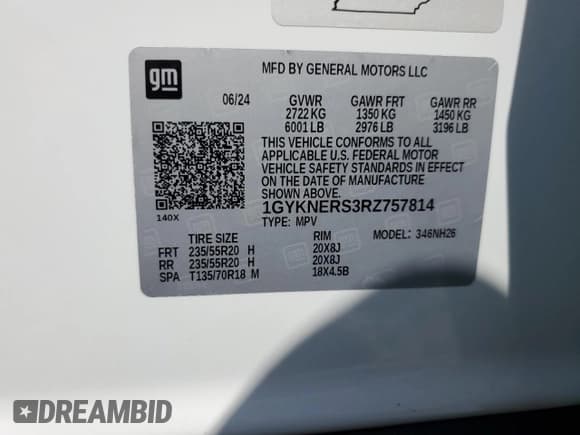 gm
MFD BY GENERAL MOTORS LLC
06/24 GVWR GAWR FRT GAWR RR
2722 KG 1350 KG 1450 KG
6001 LB 2976 LB 3196 LB
THIS VEHICLE CONFORMS TO ALL
APPLICABLE U.S. FEDERAL MOTOR
VEHICLE SAFETY STANDARDS IN EFFECT
ON THE DATE OF MANUFACTURE
SHOWN ABOVE.
1GYKNERS3RZ757814
140X TYPE: MPV
TIRE SIZE RIM MODEL: 346NH26
FRT 235/55R20 H 20X8J
RR 235/55R20 H 20X8J
SPA T135/70R18 M 18X4.5B
DREAMBID